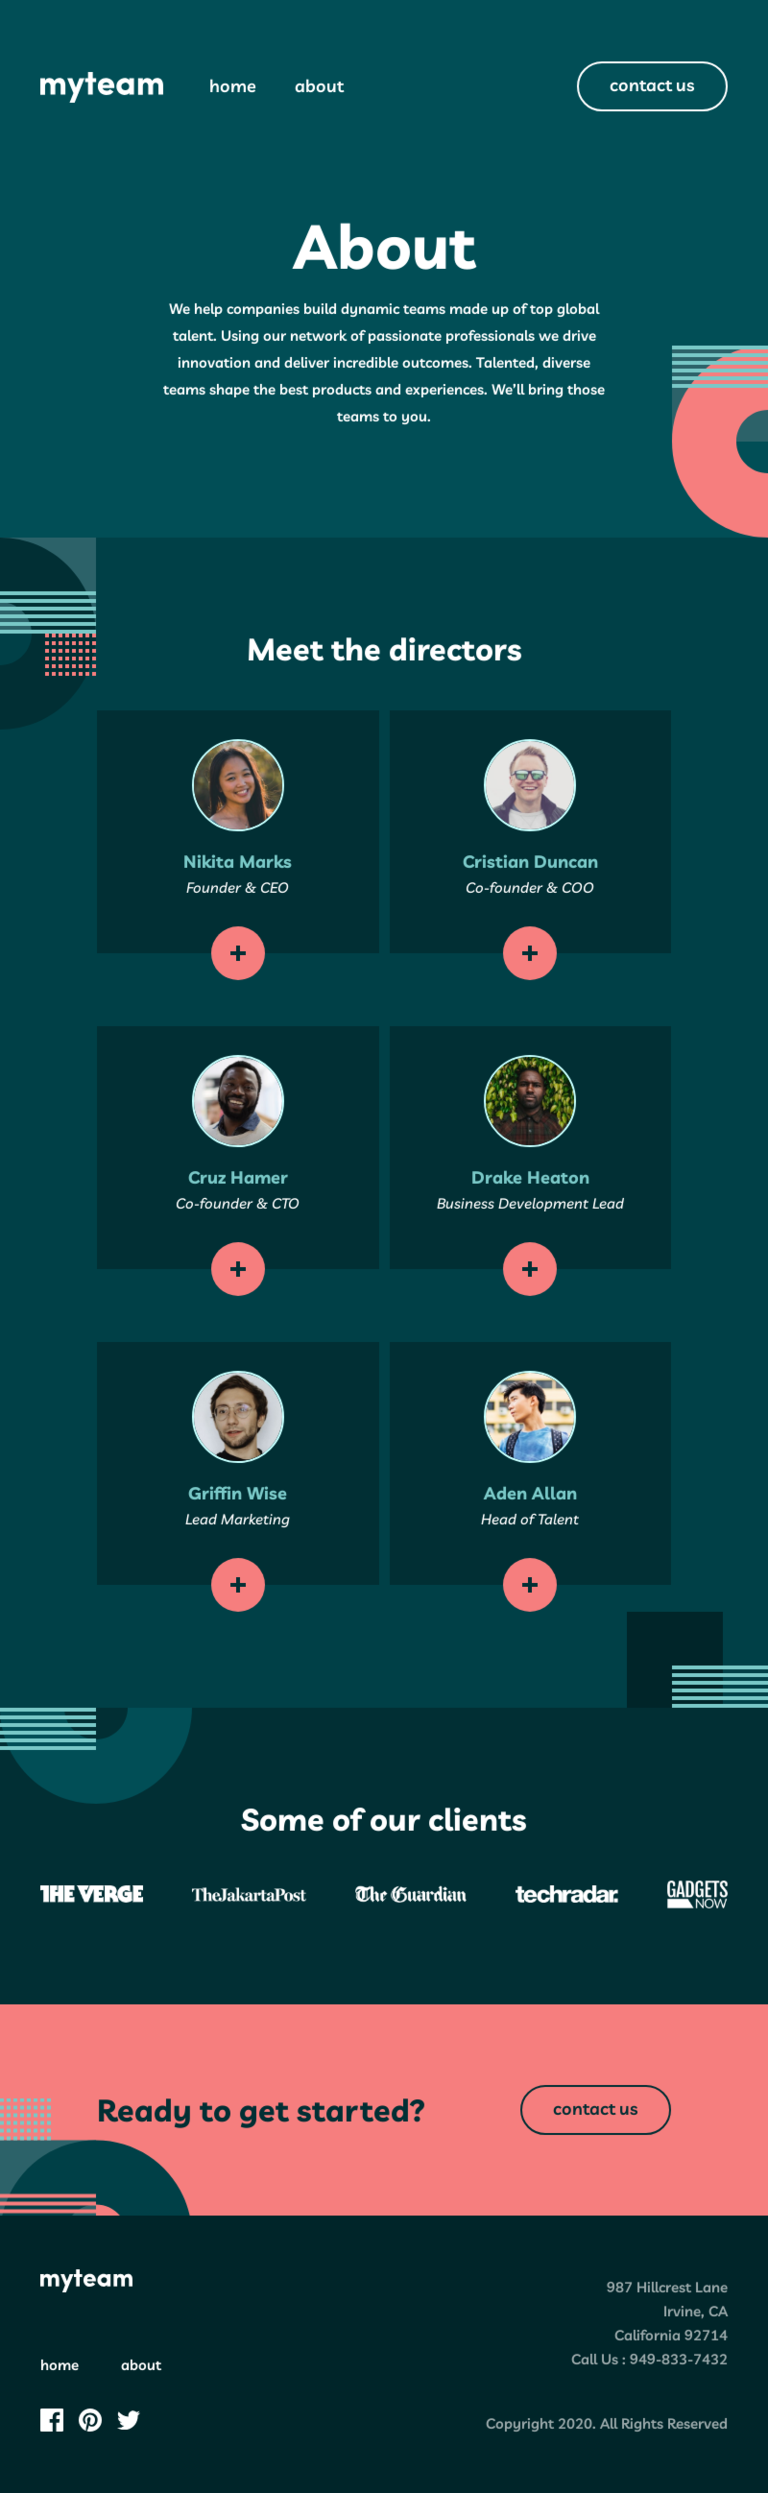 myteam
home
about
contact us
About
We help companies build dynamic teams made up of top global
talent. Using our network of passionate professionals we drive
innovation and deliver incredible outcomes. Talented, diverse
teams shape the best products and experiences. We’ll bring those
teams to you.
Meet the directors
Nikita Marks
Founder & CEO
+
Cristian Duncan
Co-founder & COO
+
Cruz Hamer
Co-founder & CTO
+
Drake Heaton
Business Development Lead
+
Griffin Wise
Lead Marketing
+
Aden Allan
Head of Talent
+
Some of our clients
THE VERGE
TheJakartaPost
The Guardian
techradar.
GADGETS
NOW
Ready to get started?
contact us
myteam
home
about
987 Hillcrest Lane
Irvine, CA
California 92714
Call Us : 949-833-7432
Copyright 2020. All Rights Reserved